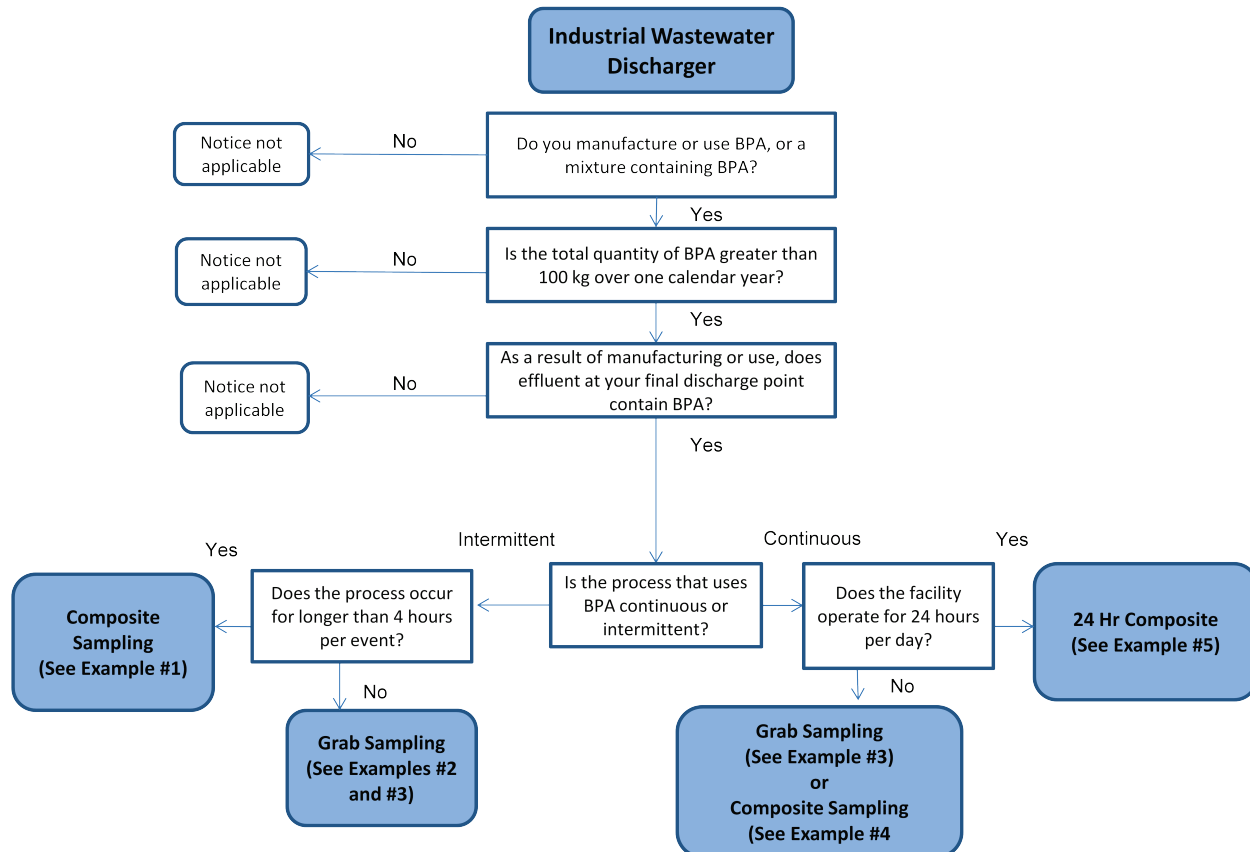 Industrial Wastewater
Discharger
Notice not
applicable
No
Do you manufacture or use BPA, or a
mixture containing BPA?
Yes
Notice not
applicable
No
Is the total quantity of BPA greater than
100 kg over one calendar year?
Yes
Notice not
applicable
No
As a result of manufacturing or use, does
effluent at your final discharge point
contain BPA?
Yes
Yes
Intermittent
Continuous
Yes
Composite
Sampling
(See Example #1)
Does the process occur
for longer than 4 hours
per event?
Is the process that uses
BPA continuous or
intermittent?
Does the facility
operate for 24 hours
per day?
24 Hr Composite
(See Example #5)
No
No
Grab Sampling
(See Examples #2
and #3)
Grab Sampling
(See Example #3)
or
Composite Sampling
(See Example #4